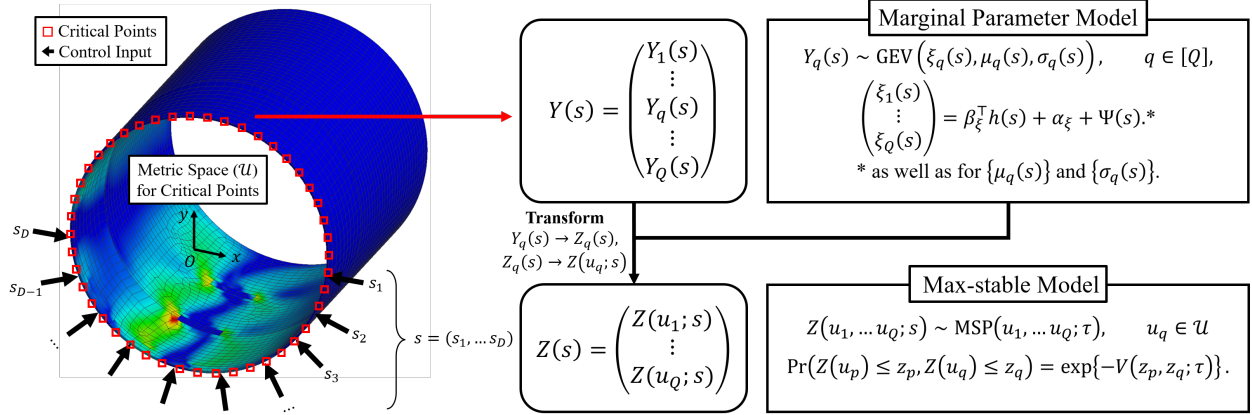 Critical Points
Control Input
Metric Space (𝒰)
for Critical Points
y
x
O
s_D
s_{D−1}
...
s_1
s_2
s_3
...
s = (s_1, … s_D)
Y(s) = (Y_1(s) ⋮ Y_q(s) ⋮ Y_Q(s))
Transform
Y_q(s) → Z_q(s),
Z_q(s) → Z(u_q; s)
Z(s) = (Z(u_1; s) ⋮ Z(u_Q; s))
Marginal Parameter Model
Y_q(s) ~ GEV(ξ_q(s), μ_q(s), σ_q(s)), q ∈ [Q],
(ξ_1(s) ⋮ ξ_Q(s)) = β_ξ^⊤ h(s) + α_ξ + Ψ(s).*
* as well as for {μ_q(s)} and {σ_q(s)}.
Max-stable Model
Z(u_1, … u_Q; s) ~ MSP(u_1, … u_Q; τ), u_q ∈ 𝒰
Pr(Z(u_p) ≤ z_p, Z(u_q) ≤ z_q) = exp{−V(z_p, z_q; τ)}.